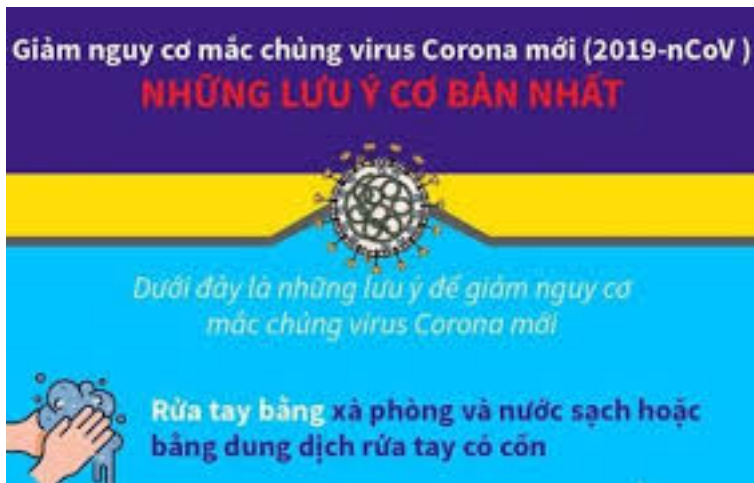 Giảm nguy cơ mắc chủng virus Corona mới (2019-nCoV )
NHỮNG LƯU Ý CƠ BẢN NHẤT
Dưới đây là những lưu ý để giảm nguy cơ
mắc chủng virus Corona mới
Rửa tay bằng xà phòng và nước sạch hoặc
bằng dung dịch rửa tay có cồn